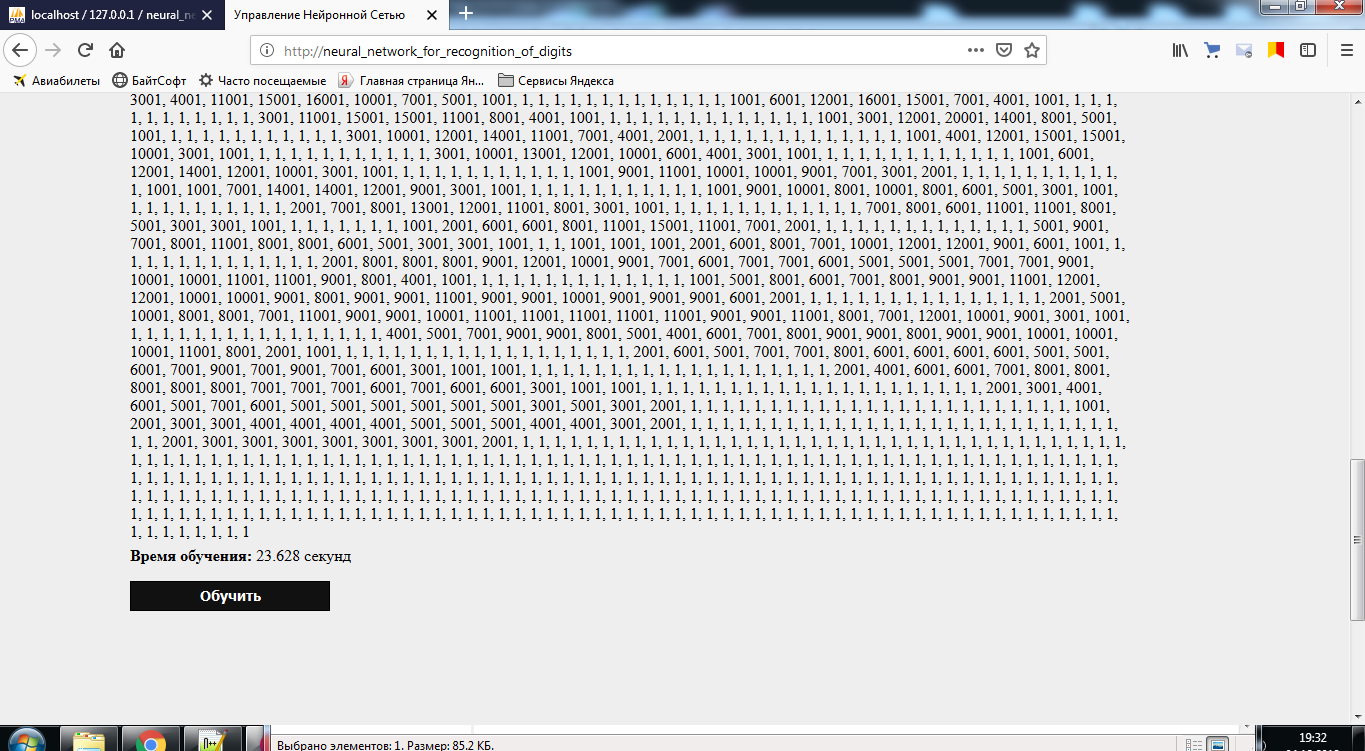 localhost / 127.0.0.1 / neural_ne
Управление Нейронной Сетью
http://neural_network_for_recognition_of_digits
Авиабилеты БайтСофт Часто посещаемые Главная страница Ян... Сервисы Яндекса
3001, 4001, 11001, 15001, 16001, 10001, 7001, 5001, 1001, 1, 1, 1, 1, 1, 1, 1, 1, 1, 1, 1, 1, 1, 1001, 6001, 12001, 16001, 15001, 7001, 4001, 1001, 1, 1, 1,
1, 1, 1, 1, 1, 1, 1, 1, 3001, 11001, 15001, 15001, 11001, 8001, 4001, 1001, 1, 1, 1, 1, 1, 1, 1, 1, 1, 1, 1, 1, 1, 1001, 3001, 12001, 20001, 14001, 8001, 5001,
1001, 1, 1, 1, 1, 1, 1, 1, 1, 1, 1, 1, 3001, 10001, 12001, 14001, 11001, 7001, 4001, 2001, 1, 1, 1, 1, 1, 1, 1, 1, 1, 1, 1, 1, 1, 1001, 4001, 12001, 15001, 15001,
10001, 3001, 1001, 1, 1, 1, 1, 1, 1, 1, 1, 1, 1, 1, 3001, 10001, 13001, 12001, 10001, 6001, 4001, 3001, 1001, 1, 1, 1, 1, 1, 1, 1, 1, 1, 1, 1, 1, 1001, 6001,
12001, 14001, 12001, 10001, 3001, 1001, 1, 1, 1, 1, 1, 1, 1, 1, 1, 1, 1, 1001, 9001, 11001, 10001, 10001, 9001, 7001, 3001, 2001, 1, 1, 1, 1, 1, 1, 1, 1, 1, 1,
1, 1001, 1001, 7001, 14001, 14001, 12001, 9001, 3001, 1001, 1, 1, 1, 1, 1, 1, 1, 1, 1, 1, 1, 1001, 9001, 10001, 8001, 10001, 8001, 6001, 5001, 3001, 1001,
1, 1, 1, 1, 1, 1, 1, 1, 1, 1, 2001, 7001, 8001, 13001, 12001, 11001, 8001, 3001, 1001, 1, 1, 1, 1, 1, 1, 1, 1, 1, 1, 1, 1, 7001, 8001, 6001, 11001, 11001, 8001,
5001, 3001, 3001, 1001, 1, 1, 1, 1, 1, 1, 1, 1001, 2001, 6001, 6001, 8001, 11001, 15001, 11001, 7001, 2001, 1, 1, 1, 1, 1, 1, 1, 1, 1, 1, 1, 1, 1, 5001, 9001,
7001, 8001, 11001, 8001, 8001, 6001, 5001, 3001, 3001, 1001, 1, 1, 1001, 1001, 1001, 2001, 6001, 8001, 7001, 10001, 12001, 12001, 9001, 6001, 1001, 1,
1, 1, 1, 1, 1, 1, 1, 1, 1, 1, 1, 1, 2001, 8001, 8001, 8001, 9001, 12001, 10001, 9001, 7001, 6001, 7001, 7001, 6001, 5001, 5001, 5001, 7001, 7001, 9001,
10001, 10001, 11001, 11001, 9001, 8001, 4001, 1001, 1, 1, 1, 1, 1, 1, 1, 1, 1, 1, 1, 1, 1, 1001, 5001, 8001, 6001, 7001, 8001, 9001, 9001, 11001, 12001,
12001, 10001, 10001, 9001, 8001, 9001, 9001, 11001, 9001, 9001, 10001, 9001, 9001, 9001, 6001, 2001, 1, 1, 1, 1, 1, 1, 1, 1, 1, 1, 1, 1, 1, 1, 1, 2001, 5001,
10001, 8001, 8001, 7001, 11001, 9001, 9001, 10001, 11001, 11001, 11001, 11001, 11001, 9001, 9001, 11001, 8001, 7001, 12001, 10001, 9001, 3001, 1001,
1, 1, 1, 1, 1, 1, 1, 1, 1, 1, 1, 1, 1, 1, 1, 1, 4001, 5001, 7001, 9001, 9001, 8001, 5001, 4001, 6001, 7001, 8001, 9001, 9001, 8001, 9001, 9001, 10001, 10001,
10001, 11001, 8001, 2001, 1001, 1, 1, 1, 1, 1, 1, 1, 1, 1, 1, 1, 1, 1, 1, 1, 1, 1, 1, 2001, 6001, 5001, 7001, 7001, 8001, 6001, 6001, 6001, 6001, 5001, 5001,
6001, 7001, 9001, 7001, 9001, 7001, 6001, 3001, 1001, 1001, 1, 1, 1, 1, 1, 1, 1, 1, 1, 1, 1, 1, 1, 1, 1, 1, 1, 1, 1, 2001, 4001, 6001, 6001, 7001, 8001, 8001,
8001, 8001, 8001, 7001, 7001, 7001, 6001, 7001, 6001, 6001, 3001, 1001, 1001, 1, 1, 1, 1, 1, 1, 1, 1, 1, 1, 1, 1, 1, 1, 1, 1, 1, 1, 1, 1, 1, 2001, 3001, 4001,
6001, 5001, 7001, 6001, 5001, 5001, 5001, 5001, 5001, 5001, 3001, 5001, 3001, 2001, 1, 1, 1, 1, 1, 1, 1, 1, 1, 1, 1, 1, 1, 1, 1, 1, 1, 1, 1, 1, 1, 1, 1, 1, 1001,
2001, 3001, 3001, 4001, 4001, 4001, 4001, 5001, 5001, 5001, 4001, 4001, 3001, 2001, 1, 1, 1, 1, 1, 1, 1, 1, 1, 1, 1, 1, 1, 1, 1, 1, 1, 1, 1, 1, 1, 1, 1, 1, 1, 1, 1,
1, 1, 2001, 3001, 3001, 3001, 3001, 3001, 3001, 3001, 2001, 1, 1, 1, 1, 1, 1, 1, 1, 1, 1, 1, 1, 1, 1, 1, 1, 1, 1, 1, 1, 1, 1, 1, 1, 1, 1, 1, 1, 1, 1, 1, 1, 1, 1, 1, 1, 1, 1,
1, 1, 1, 1, 1, 1, 1, 1, 1, 1, 1, 1, 1, 1, 1, 1, 1, 1, 1, 1, 1, 1, 1, 1, 1, 1, 1, 1, 1, 1, 1, 1, 1, 1, 1, 1, 1, 1, 1, 1, 1, 1, 1, 1, 1, 1, 1, 1, 1, 1, 1, 1, 1, 1, 1, 1, 1, 1, 1, 1, 1, 1,
1, 1, 1, 1, 1, 1, 1, 1, 1, 1, 1, 1, 1, 1, 1, 1, 1, 1, 1, 1, 1, 1, 1, 1, 1, 1, 1, 1, 1, 1, 1, 1, 1, 1, 1, 1, 1, 1, 1, 1, 1, 1, 1, 1, 1, 1, 1, 1, 1, 1, 1, 1, 1, 1, 1, 1, 1, 1, 1, 1, 1, 1,
1, 1, 1, 1, 1, 1, 1, 1, 1, 1, 1, 1, 1, 1, 1, 1, 1, 1, 1, 1, 1, 1, 1, 1, 1, 1, 1, 1, 1, 1, 1, 1, 1, 1, 1, 1, 1, 1, 1, 1, 1, 1, 1, 1, 1, 1, 1, 1, 1, 1, 1, 1, 1, 1, 1, 1, 1, 1, 1, 1, 1, 1,
1, 1, 1, 1, 1, 1, 1, 1, 1, 1, 1, 1, 1, 1, 1, 1, 1, 1, 1, 1, 1, 1, 1, 1, 1, 1, 1, 1, 1, 1, 1, 1, 1, 1, 1, 1, 1, 1, 1, 1, 1, 1, 1, 1, 1, 1, 1, 1, 1, 1, 1, 1, 1, 1, 1, 1, 1, 1, 1, 1, 1, 1,
1, 1, 1, 1, 1, 1, 1, 1
Время обучения: 23.628 секунд
Обучить
Выбрано элементов: 1. Размер: 85.2 КБ.
19:32